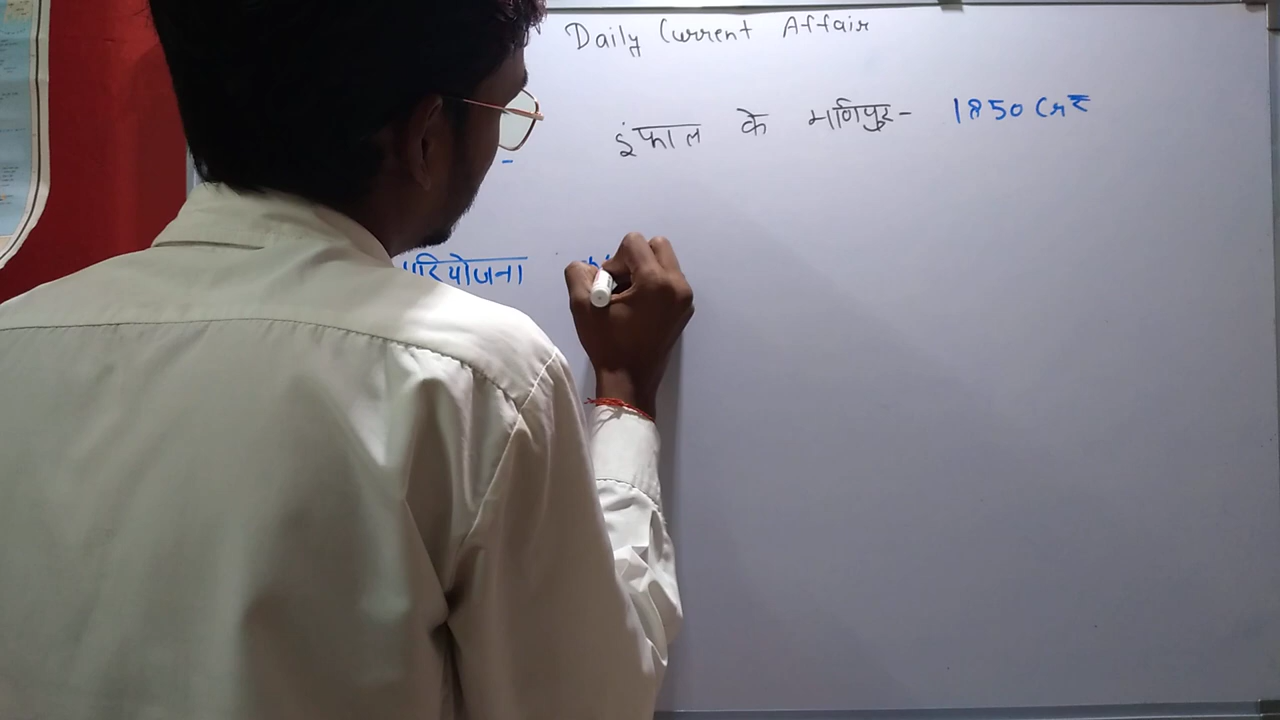 Daily Current Affair
इंफाल के मणिपुर- 1850 Cr ₹
-
परियोजना